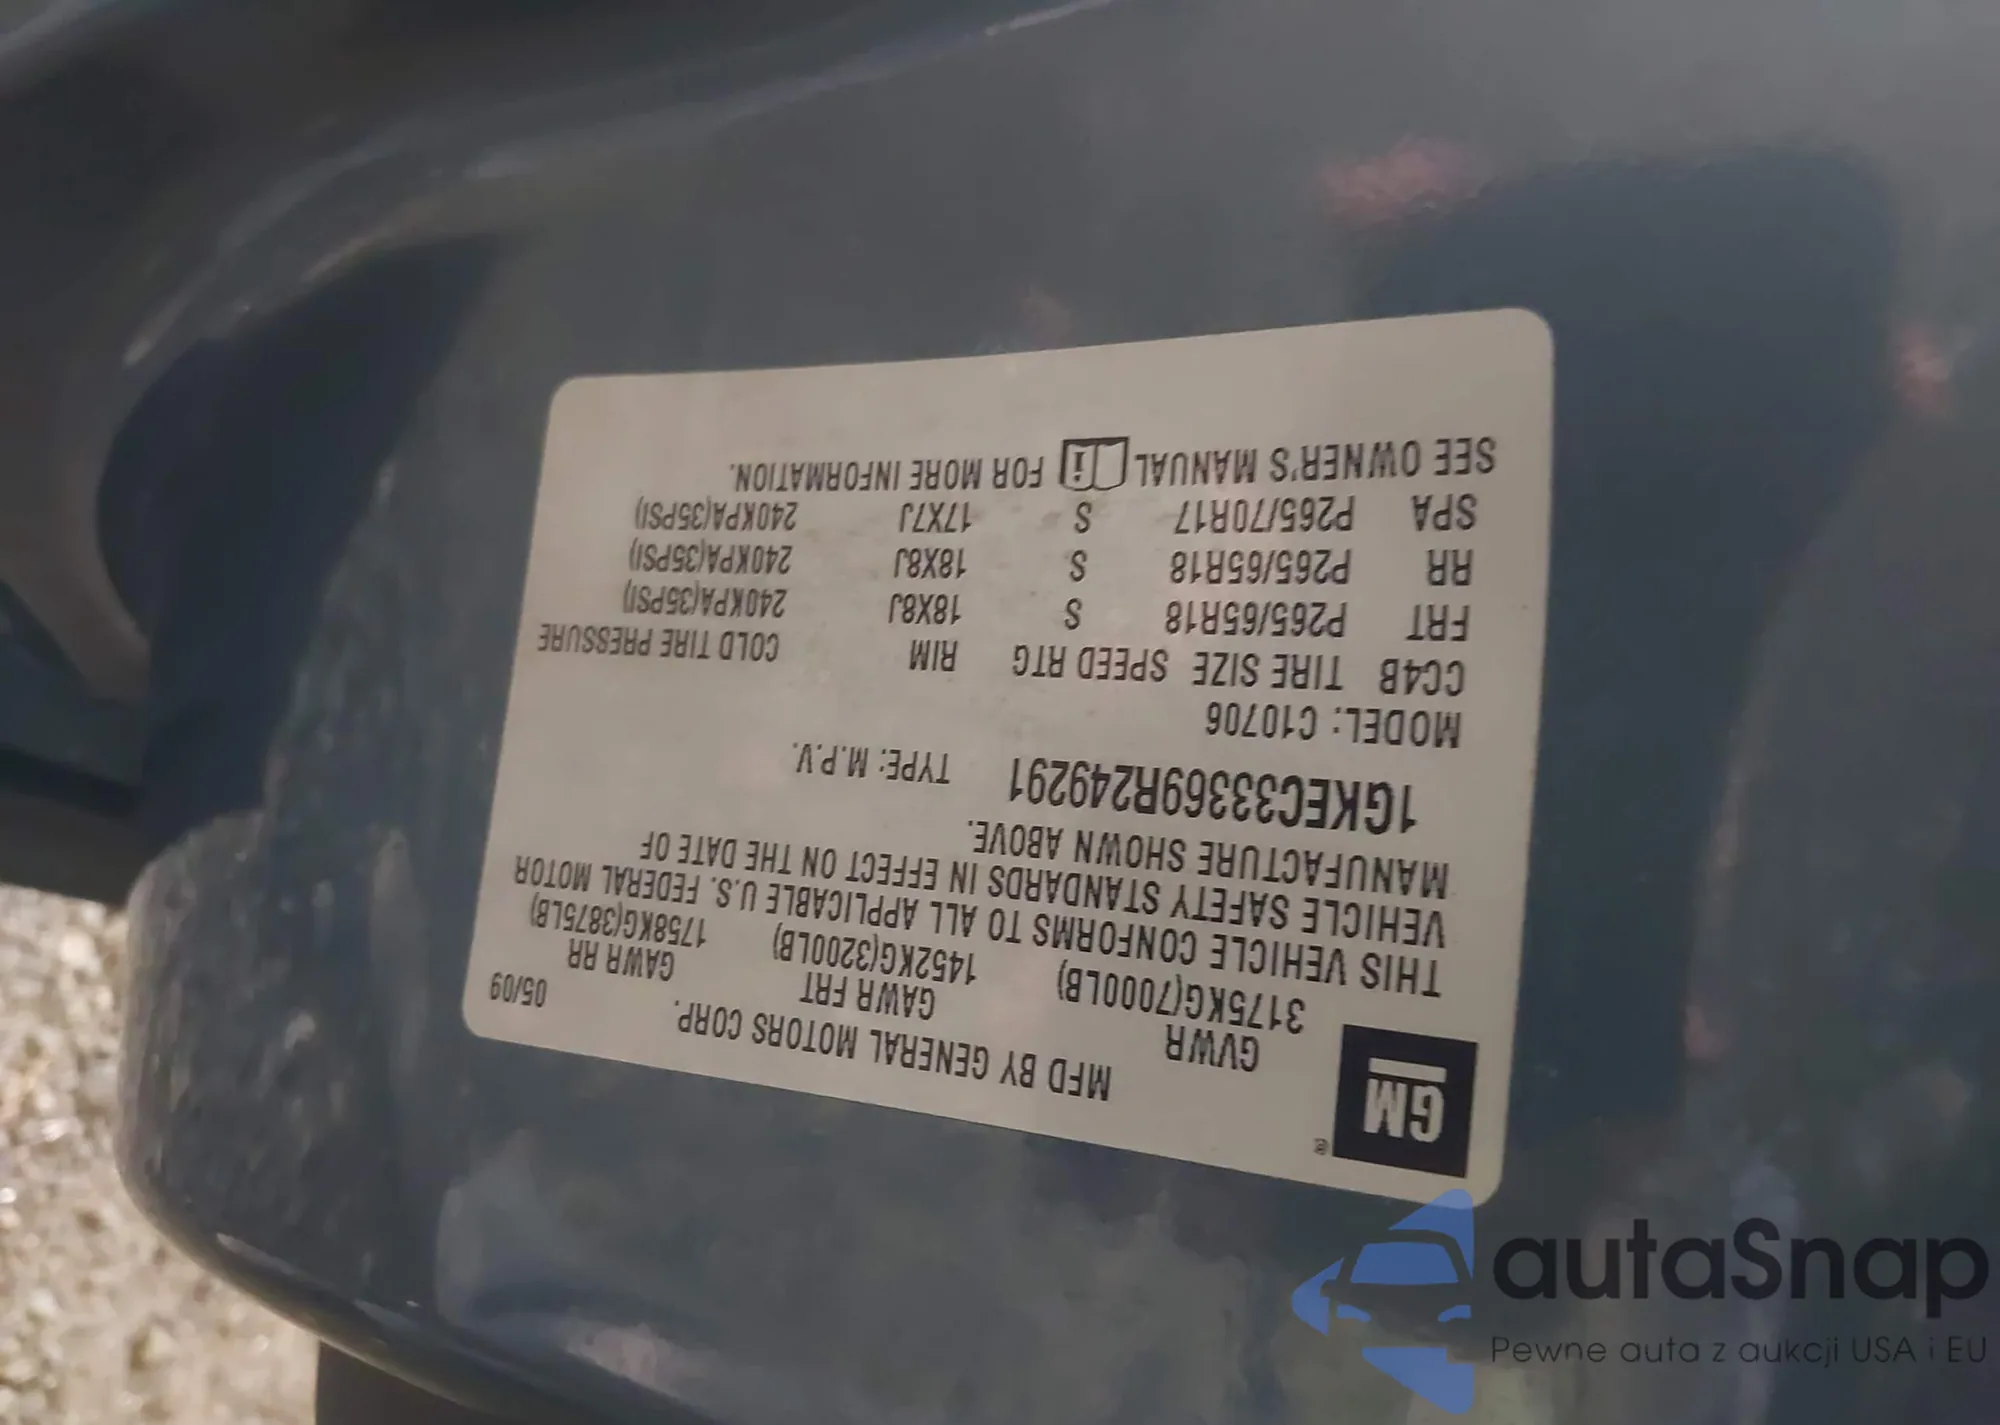 GM
MFD BY GENERAL MOTORS CORP.
05/09
GVWR GAWR FRT GAWR RR
3175KG(7000LB) 1452KG(3200LB) 1758KG(3875LB)
THIS VEHICLE CONFORMS TO ALL APPLICABLE U.S. FEDERAL MOTOR
VEHICLE SAFETY STANDARDS IN EFFECT ON THE DATE OF
MANUFACTURE SHOWN ABOVE.
1GKEC33369R249291 TYPE: M.P.V.
MODEL: C10706
CC4B TIRE SIZE SPEED RTG RIM COLD TIRE PRESSURE
FRT P265/65R18 S 18X8J 240KPA(35PSI)
RR P265/65R18 S 18X8J 240KPA(35PSI)
SPA P265/70R17 S 17X7J 240KPA(35PSI)
SEE OWNER'S MANUAL FOR MORE INFORMATION.
autaSnap
Pewne auta z aukcji USA i EU